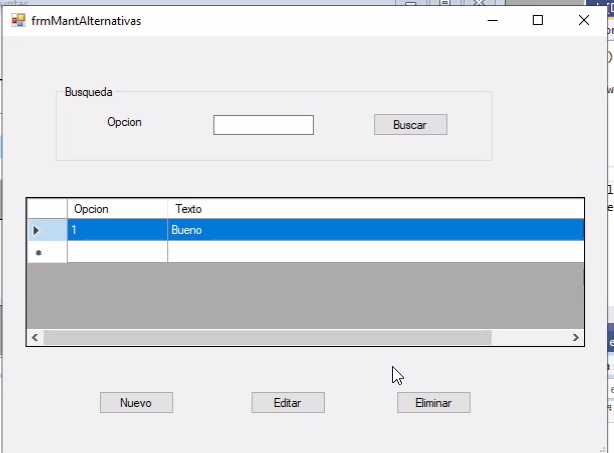 frmMantAlternativas
Busqueda
Opcion
Buscar
Opcion Texto
1 Bueno
Nuevo Editar Eliminar